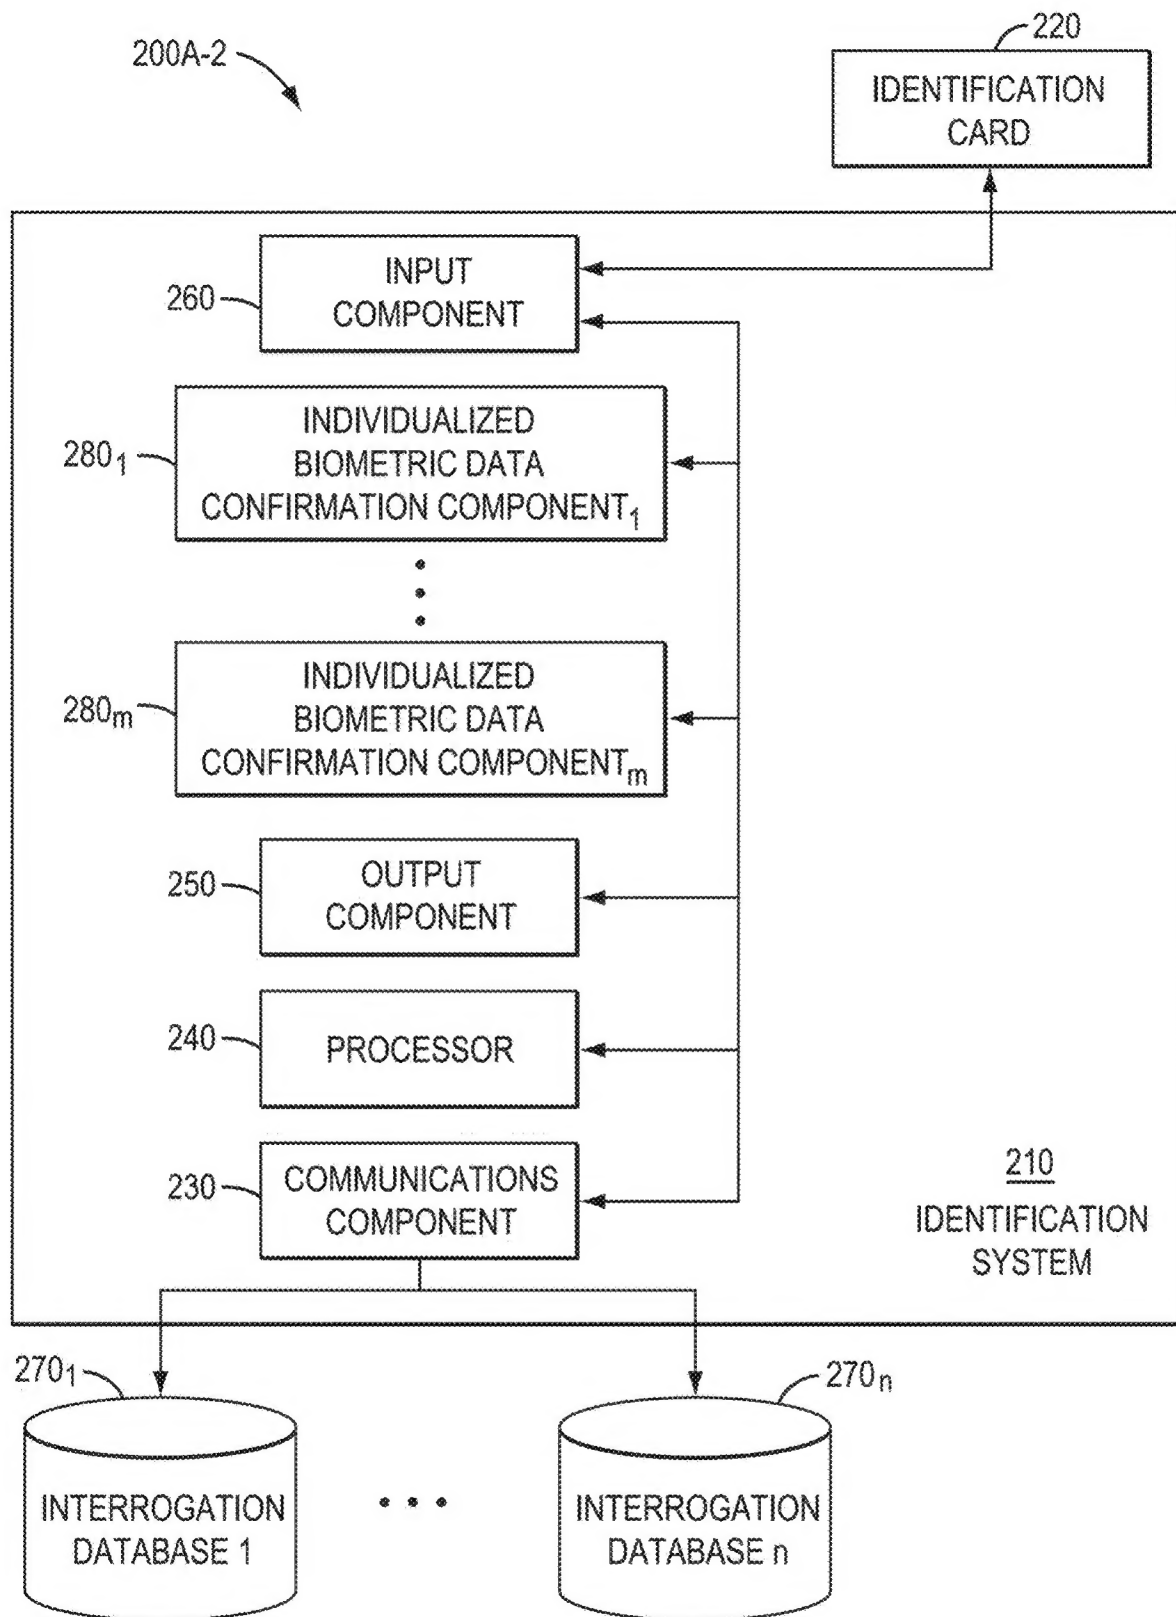 200A-2
220
IDENTIFICATION
CARD
260
INPUT
COMPONENT
280₁
INDIVIDUALIZED
BIOMETRIC DATA
CONFIRMATION COMPONENT₁
280ₘ
INDIVIDUALIZED
BIOMETRIC DATA
CONFIRMATION COMPONENTₘ
250
OUTPUT
COMPONENT
240
PROCESSOR
230
COMMUNICATIONS
COMPONENT
210
IDENTIFICATION
SYSTEM
270₁
INTERROGATION
DATABASE 1
270ₙ
INTERROGATION
DATABASE n